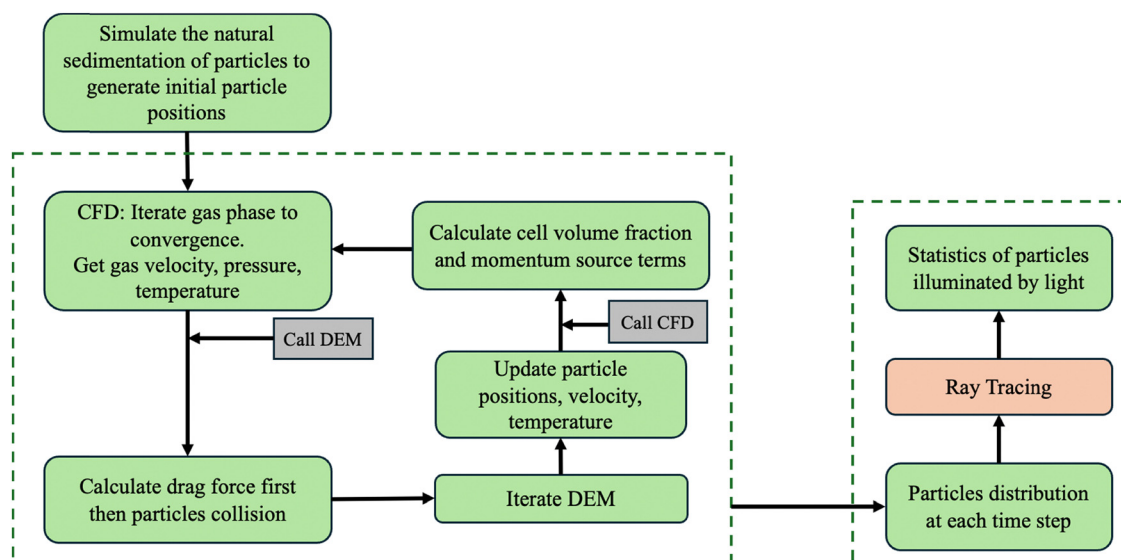 Simulate the natural
sedimentation of particles to
generate initial particle
positions
CFD: Iterate gas phase to
convergence.
Get gas velocity, pressure,
temperature
Calculate cell volume fraction
and momentum source terms
Call DEM
Call CFD
Update particle
positions, velocity,
temperature
Calculate drag force first
then particles collision
Iterate DEM
Statistics of particles
illuminated by light
Ray Tracing
Particles distribution
at each time step